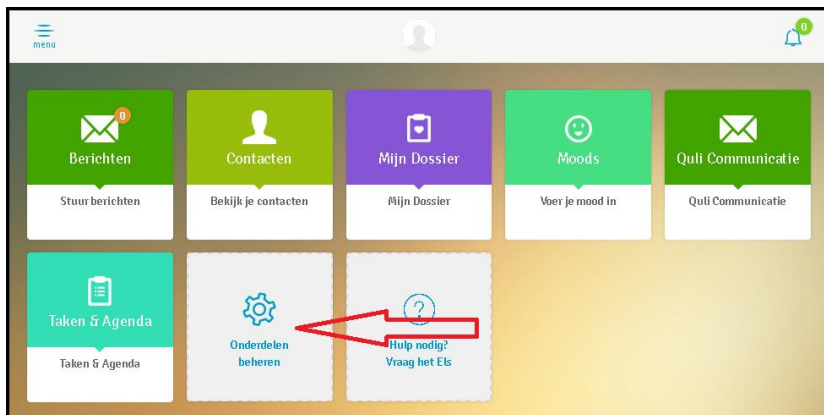 menu
0
0
Berichten
Contacten
Mijn Dossier
Moods
Quli Communicatie
Stuur berichten
Bekijk je contacten
Mijn Dossier
Voer je mood in
Quli Communicatie
Taken & Agenda
Taken & Agenda
Onderdelen
beheren
?
Hulp nodig?
Vraag het Els